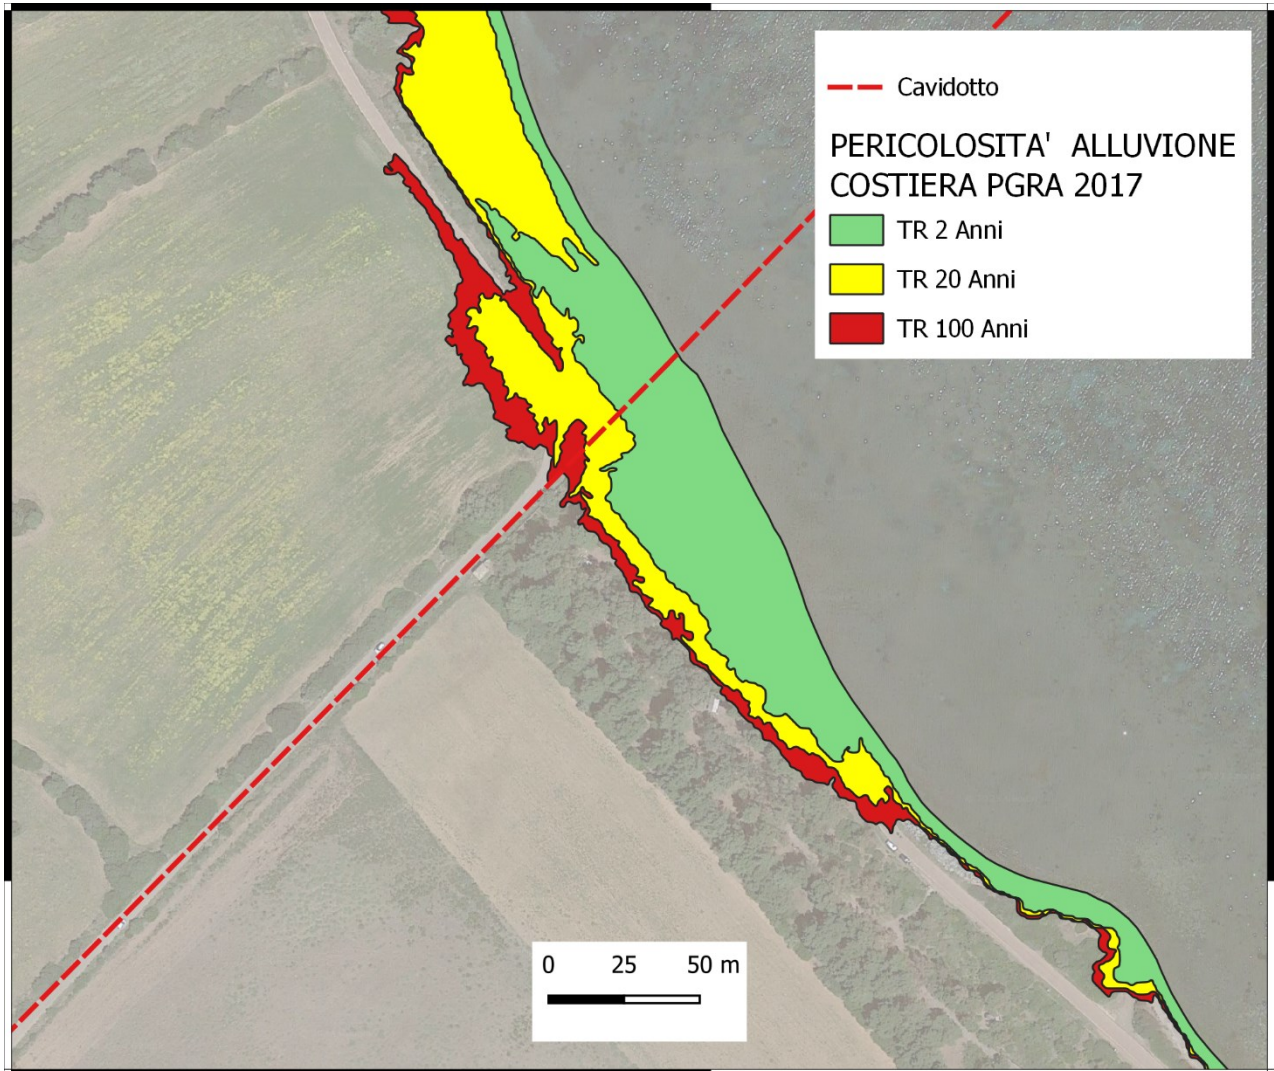 Cavidotto
PERICOLOSITA' ALLUVIONE
COSTIERA PGRA 2017
TR 2 Anni
TR 20 Anni
TR 100 Anni
0 25 50 m